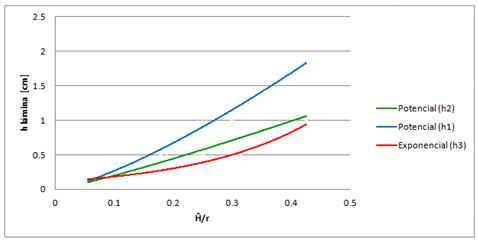 2.5
2
1.5
1
0.5
0
h lámina [cm]
0
0.1
0.2
0.3
0.4
0.5
H̄/r
Potencial (h2)
Potencial (h1)
Exponencial (h3)